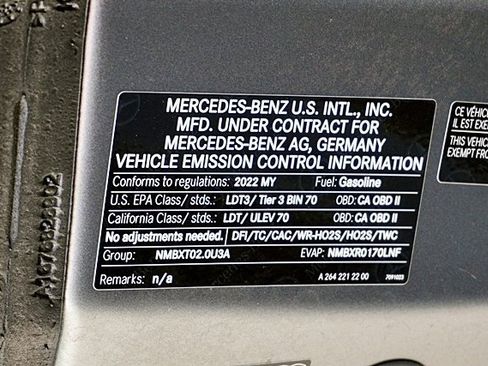 MERCEDES-BENZ U.S. INTL., INC.
MFD. UNDER CONTRACT FOR
MERCEDES-BENZ AG, GERMANY
VEHICLE EMISSION CONTROL INFORMATION
Conforms to regulations: 2022 MY Fuel: Gasoline
U.S. EPA Class/ stds.: LDT3/ Tier 3 BIN 70 OBD: CA OBD II
California Class/ stds.: LDT/ ULEV 70 OBD: CA OBD II
No adjustments needed. DFI/TC/CAC/WR-HO2S/HO2S/TWC
Group: NMBXT02.0U3A EVAP: NMBXR0170LNF
Remarks: n/a A 264 221 22 00
CE VÉHIC
IL EST EXE
THIS VEHIC
EXEMPT FRO